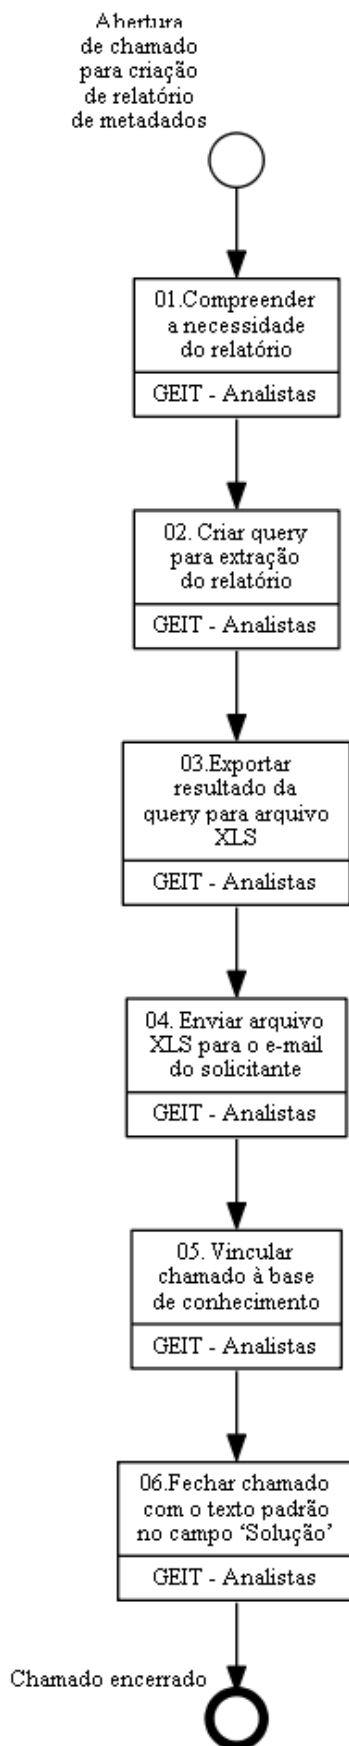 Abertura
de chamado
para criação
de relatório
de metadados
01.Compreender
a necessidade
do relatório
GEIT - Analistas
02. Criar query
para extração
do relatório
GEIT - Analistas
03.Exportar
resultado da
query para arquivo
XLS
GEIT - Analistas
04. Enviar arquivo
XLS para o e-mail
do solicitante
GEIT - Analistas
05. Vincular
chamado à base
de conhecimento
GEIT - Analistas
06.Fechar chamado
com o texto padrão
no campo ‘Solução’
GEIT - Analistas
Chamado encerrado